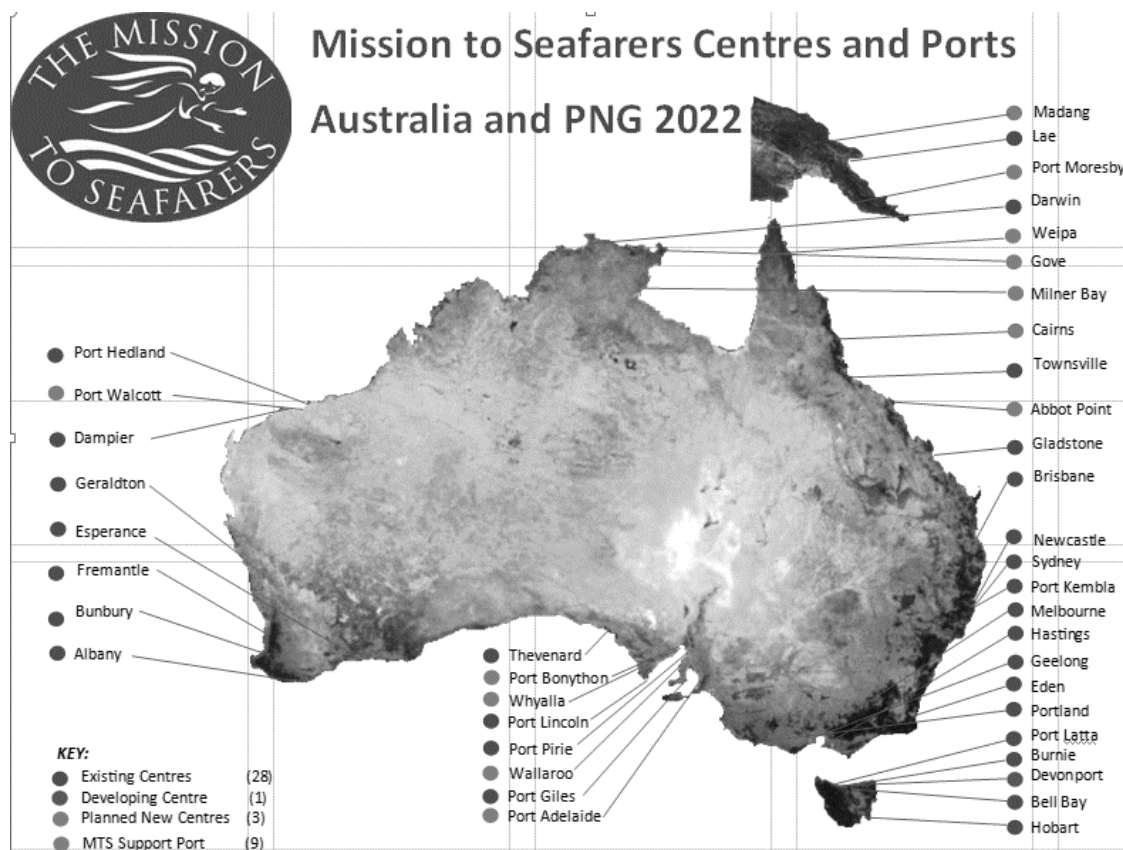 THE MISSION
TO SEAFARERS
Mission to Seafarers Centres and Ports
Australia and PNG 2022
Madang
Lae
Port Moresby
Darwin
Weipa
Gove
Milner Bay
Cairns
Townsville
Abbot Point
Gladstone
Brisbane
Newcastle
Sydney
Port Kembla
Melbourne
Hastings
Geelong
Eden
Portland
Port Latta
Burnie
Devonport
Bell Bay
Hobart
Port Hedland
Port Walcott
Dampier
Geraldton
Esperance
Fremantle
Bunbury
Albany
Thevenard
Port Bonython
Whyalla
Port Lincoln
Port Pirie
Wallaroo
Port Giles
Port Adelaide
KEY:
Existing Centres (28)
Developing Centre (1)
Planned New Centres (3)
MTS Support Port (9)